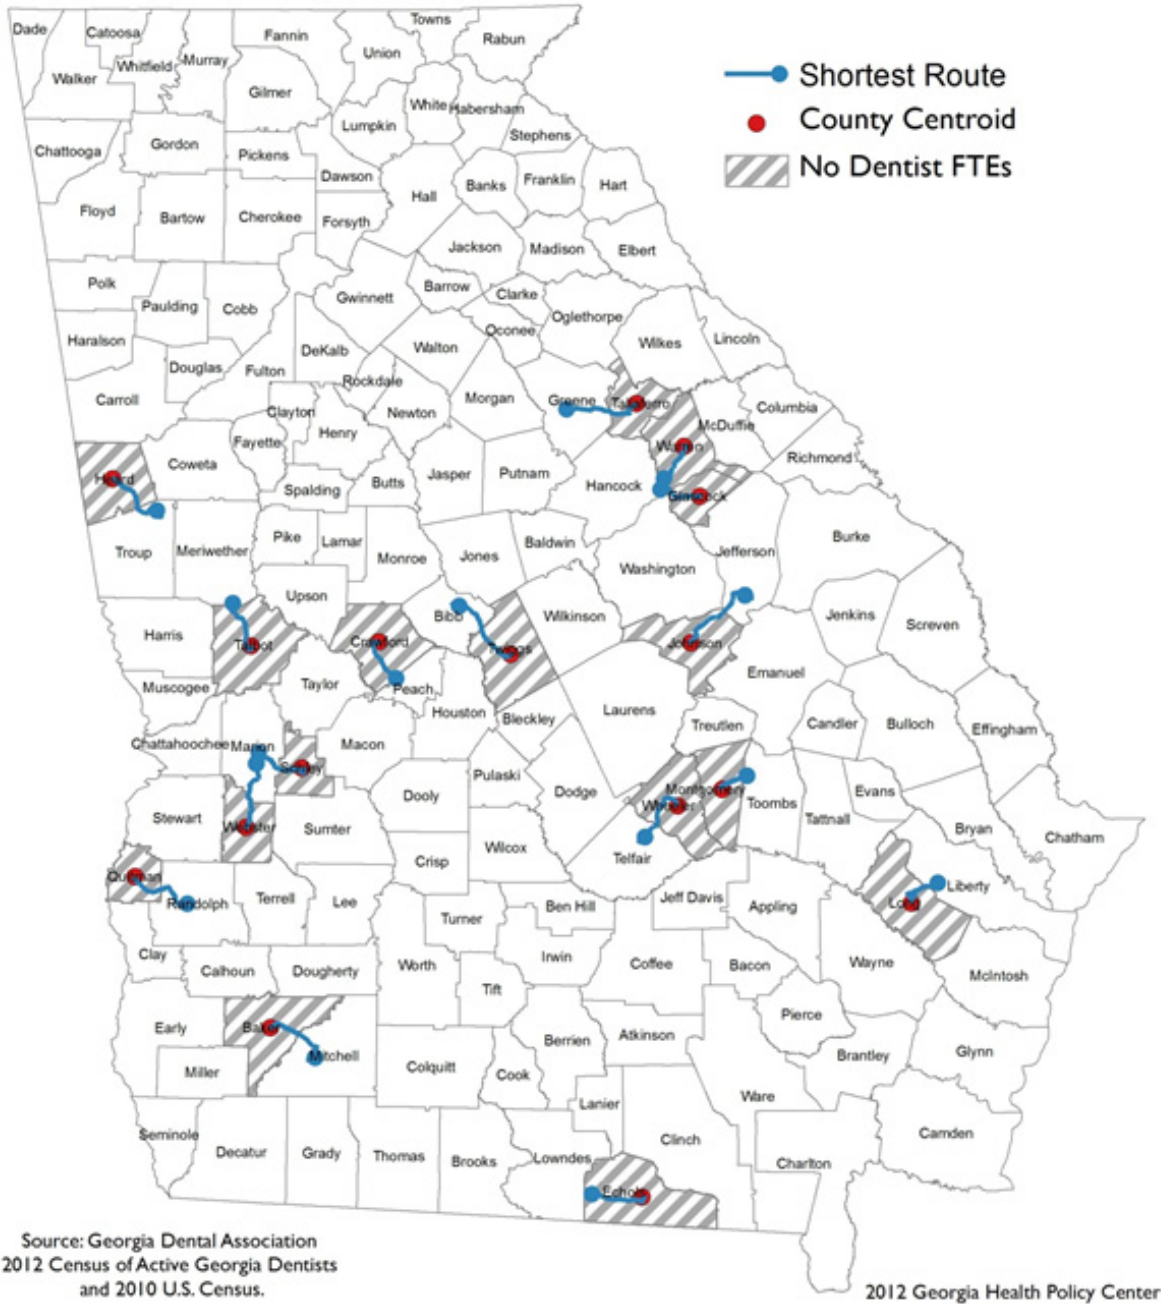 Shortest Route
County Centroid
No Dentist FTEs
Dade
Catoosa
Fannin
Towns
Rabun
Walker
Whitfield
Murray
Union
Gilmer
White
Habersham
Lumpkin
Stephens
Chattooga
Gordon
Pickens
Dawson
Hall
Banks
Franklin
Hart
Floyd
Bartow
Cherokee
Forsyth
Jackson
Madison
Elbert
Polk
Paulding
Cobb
Gwinnett
Barrow
Clarke
Oglethorpe
Oconee
Wilkes
Lincoln
Haralson
Douglas
Fulton
DeKalb
Walton
Rockdale
Carroll
Clayton
Newton
Morgan
Greene
Taliaferro
Columbia
McDuffie
Fayette
Henry
Warren
Richmond
Heard
Coweta
Spalding
Butts
Jasper
Putnam
Hancock
Glascock
Troup
Meriwether
Pike
Lamar
Monroe
Jones
Baldwin
Washington
Jefferson
Burke
Upson
Bibb
Wilkinson
Jenkins
Screven
Harris
Talbot
Crawford
Twiggs
Johnson
Emanuel
Muscogee
Taylor
Peach
Houston
Bleckley
Laurens
Treutlen
Candler
Bulloch
Effingham
Chattahoochee
Marion
Macon
Schley
Pulaski
Dodge
Montgomery
Wheeler
Toombs
Evans
Tattnall
Bryan
Chatham
Stewart
Webster
Sumter
Dooly
Crisp
Wilcox
Telfair
Quitman
Randolph
Terrell
Lee
Turner
Ben Hill
Jeff Davis
Appling
Long
Liberty
Clay
Calhoun
Dougherty
Worth
Tift
Irwin
Coffee
Bacon
Wayne
McIntosh
Early
Baker
Mitchell
Miller
Colquitt
Cook
Berrien
Atkinson
Pierce
Brantley
Glynn
Lanier
Ware
Seminole
Decatur
Grady
Thomas
Brooks
Lowndes
Echols
Clinch
Charlton
Camden
Source: Georgia Dental Association
2012 Census of Active Georgia Dentists
and 2010 U.S. Census.
2012 Georgia Health Policy Center